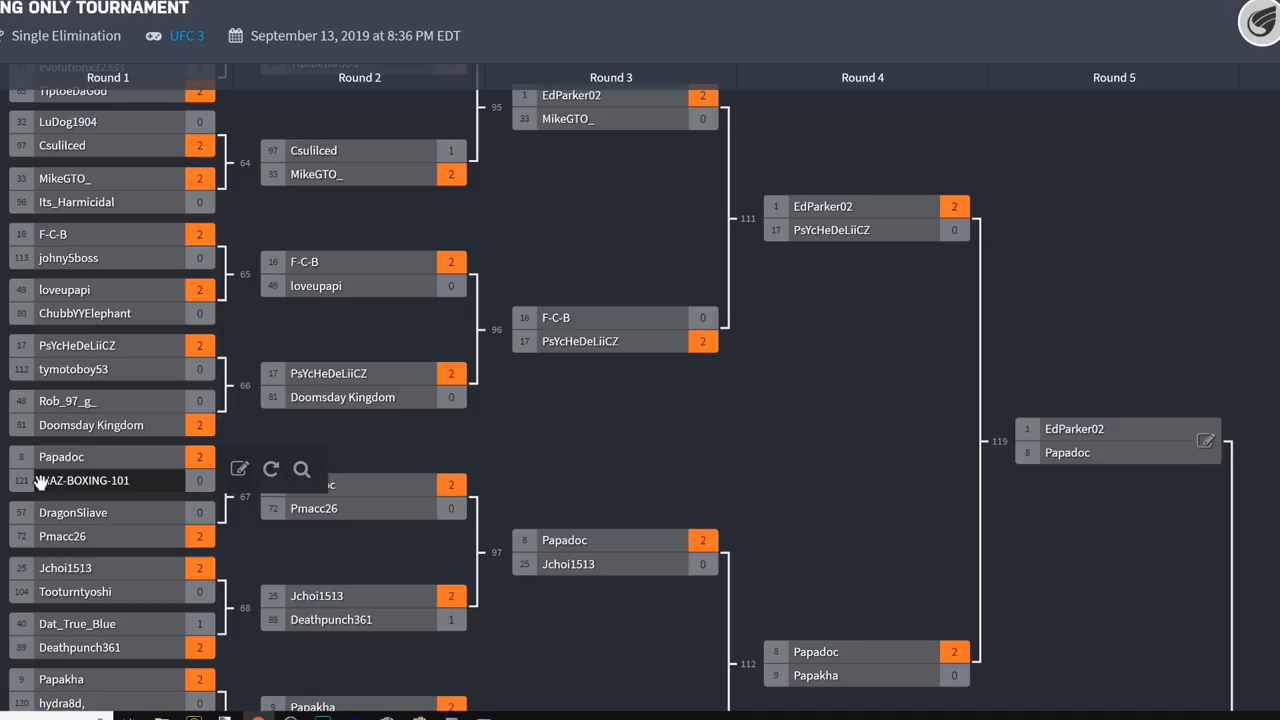 NG ONLY TOURNAMENT
Single Elimination UFC 3 September 13, 2019 at 8:36 PM EDT
Round 1 Round 2 Round 3 Round 4 Round 5
TiptoeDaGod 2
32 LuDog1904 0
97 Csulilced 2
64
33 MikeGTO_ 2
96 Its_Harmicidal 0
16 F-C-B 2
113 johny5boss 0
65
49 loveupapi 2
80 ChubbYYElephant 0
17 PsYcHeDeLiiCZ 2
112 tymotoboy53 0
66
48 Rob_97_g_ 0
81 Doomsday Kingdom 2
8 Papadoc 2
121 WAZ-BOXING-101 0
67
57 DragonSliave 0
72 Pmacc26 2
25 Jchoi1513 2
104 Tooturntyoshi 0
68
40 Dat_True_Blue 1
89 Deathpunch361 2
9 Papakha 2
120 hydra8d, 0
95
97 Csulilced 1
33 MikeGTO_ 2
16 F-C-B 2
49 loveupapi 0
96
17 PsYcHeDeLiiCZ 2
81 Doomsday Kingdom 0
oc 2
72 Pmacc26 0
97
25 Jchoi1513 2
89 Deathpunch361 1
Papakha 2
1 EdParker02 2
33 MikeGTO_ 0
111
16 F-C-B 0
17 PsYcHeDeLiiCZ 2
8 Papadoc 2
25 Jchoi1513 0
112
1 EdParker02 2
17 PsYcHeDeLiiCZ 0
119
8 Papadoc 2
9 Papakha 0
1 EdParker02
8 Papadoc